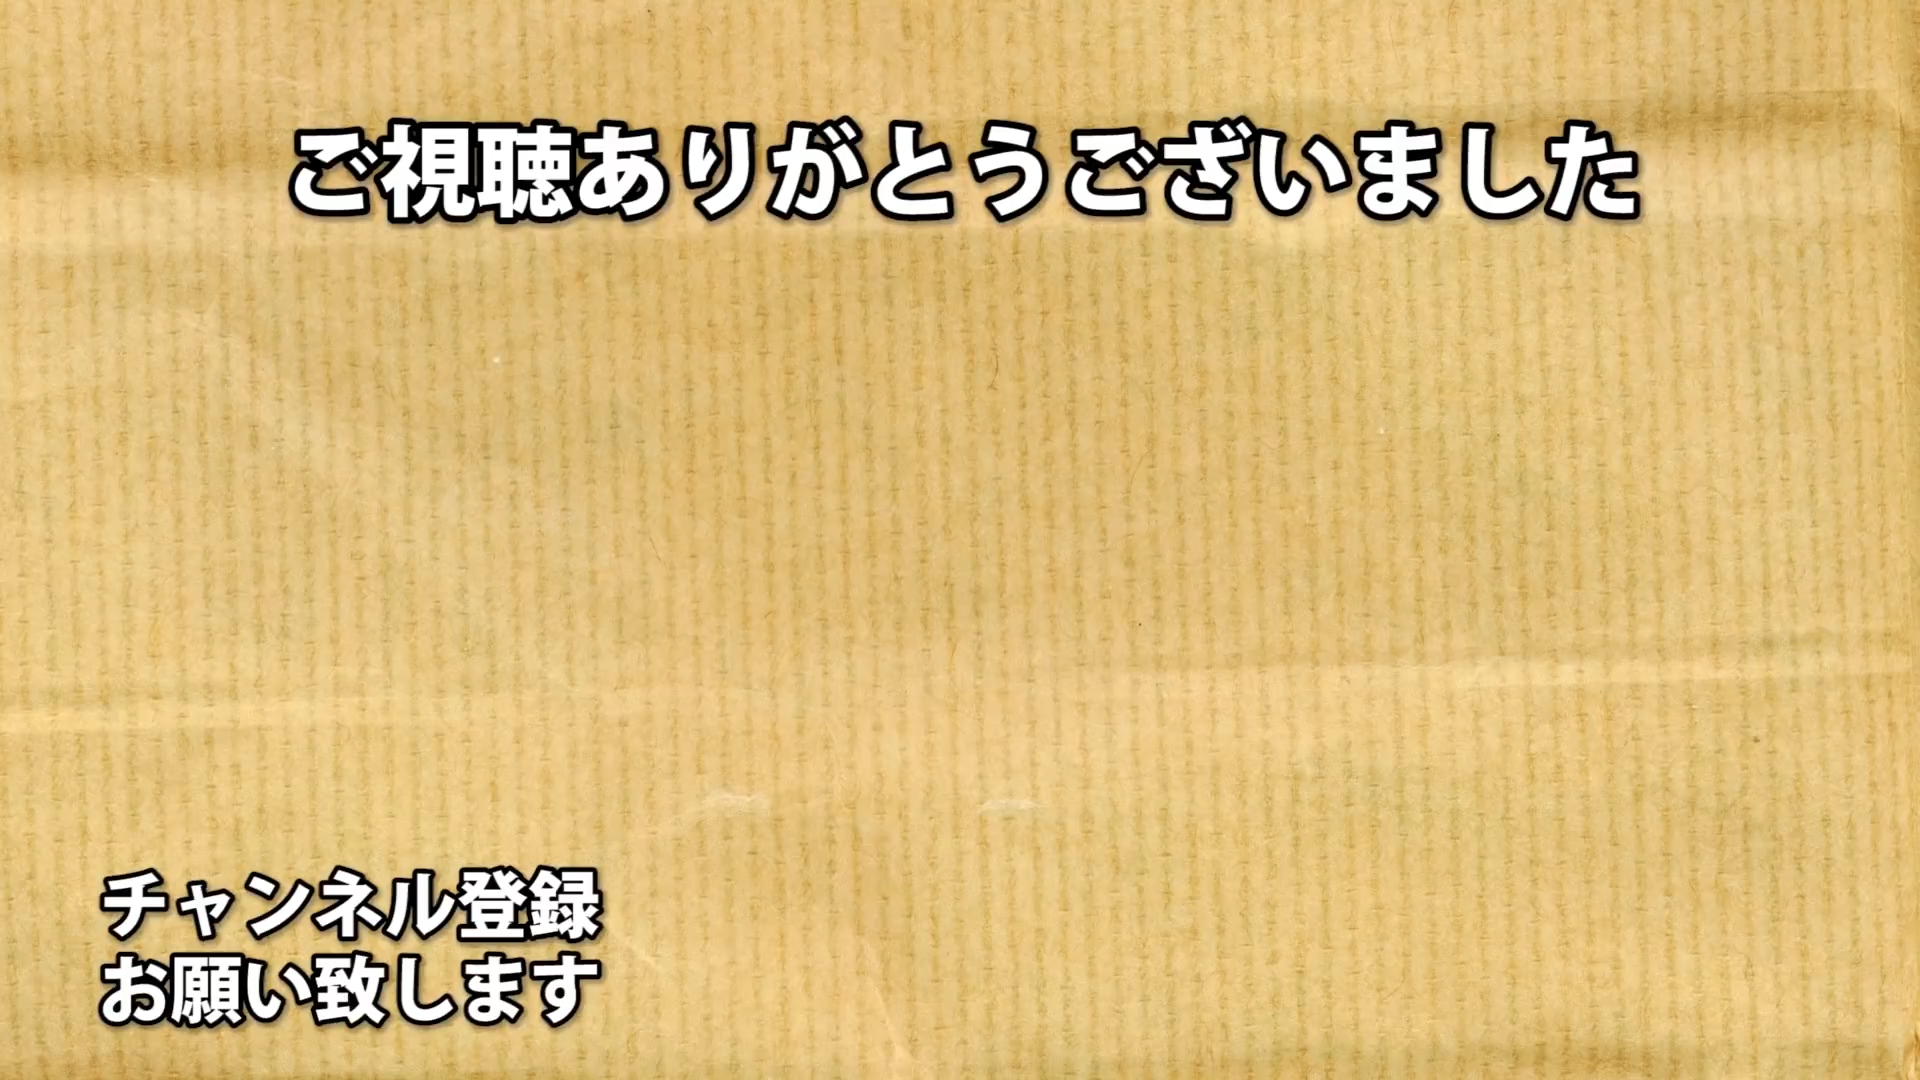 ご視聴ありがとうございました
チャンネル登録
お願い致します